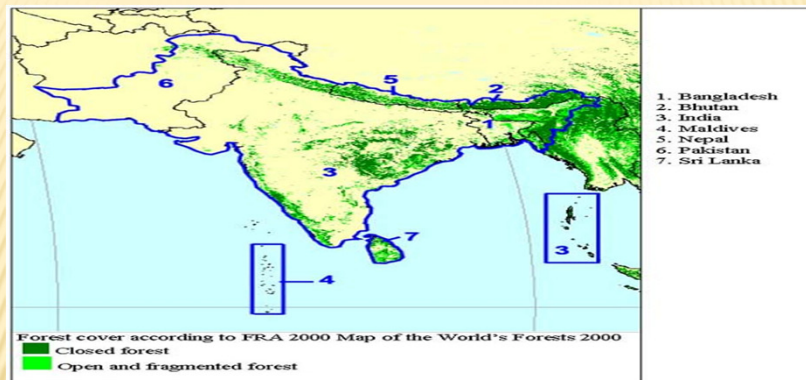 6
5
2
1
3
7
3
4
1. Bangladesh
2. Bhutan
3. India
4. Maldives
5. Nepal
6. Pakistan
7. Sri Lanka
Forest cover according to FRA 2000 Map of the World's Forests 2000
Closed forest
Open and fragmented forest